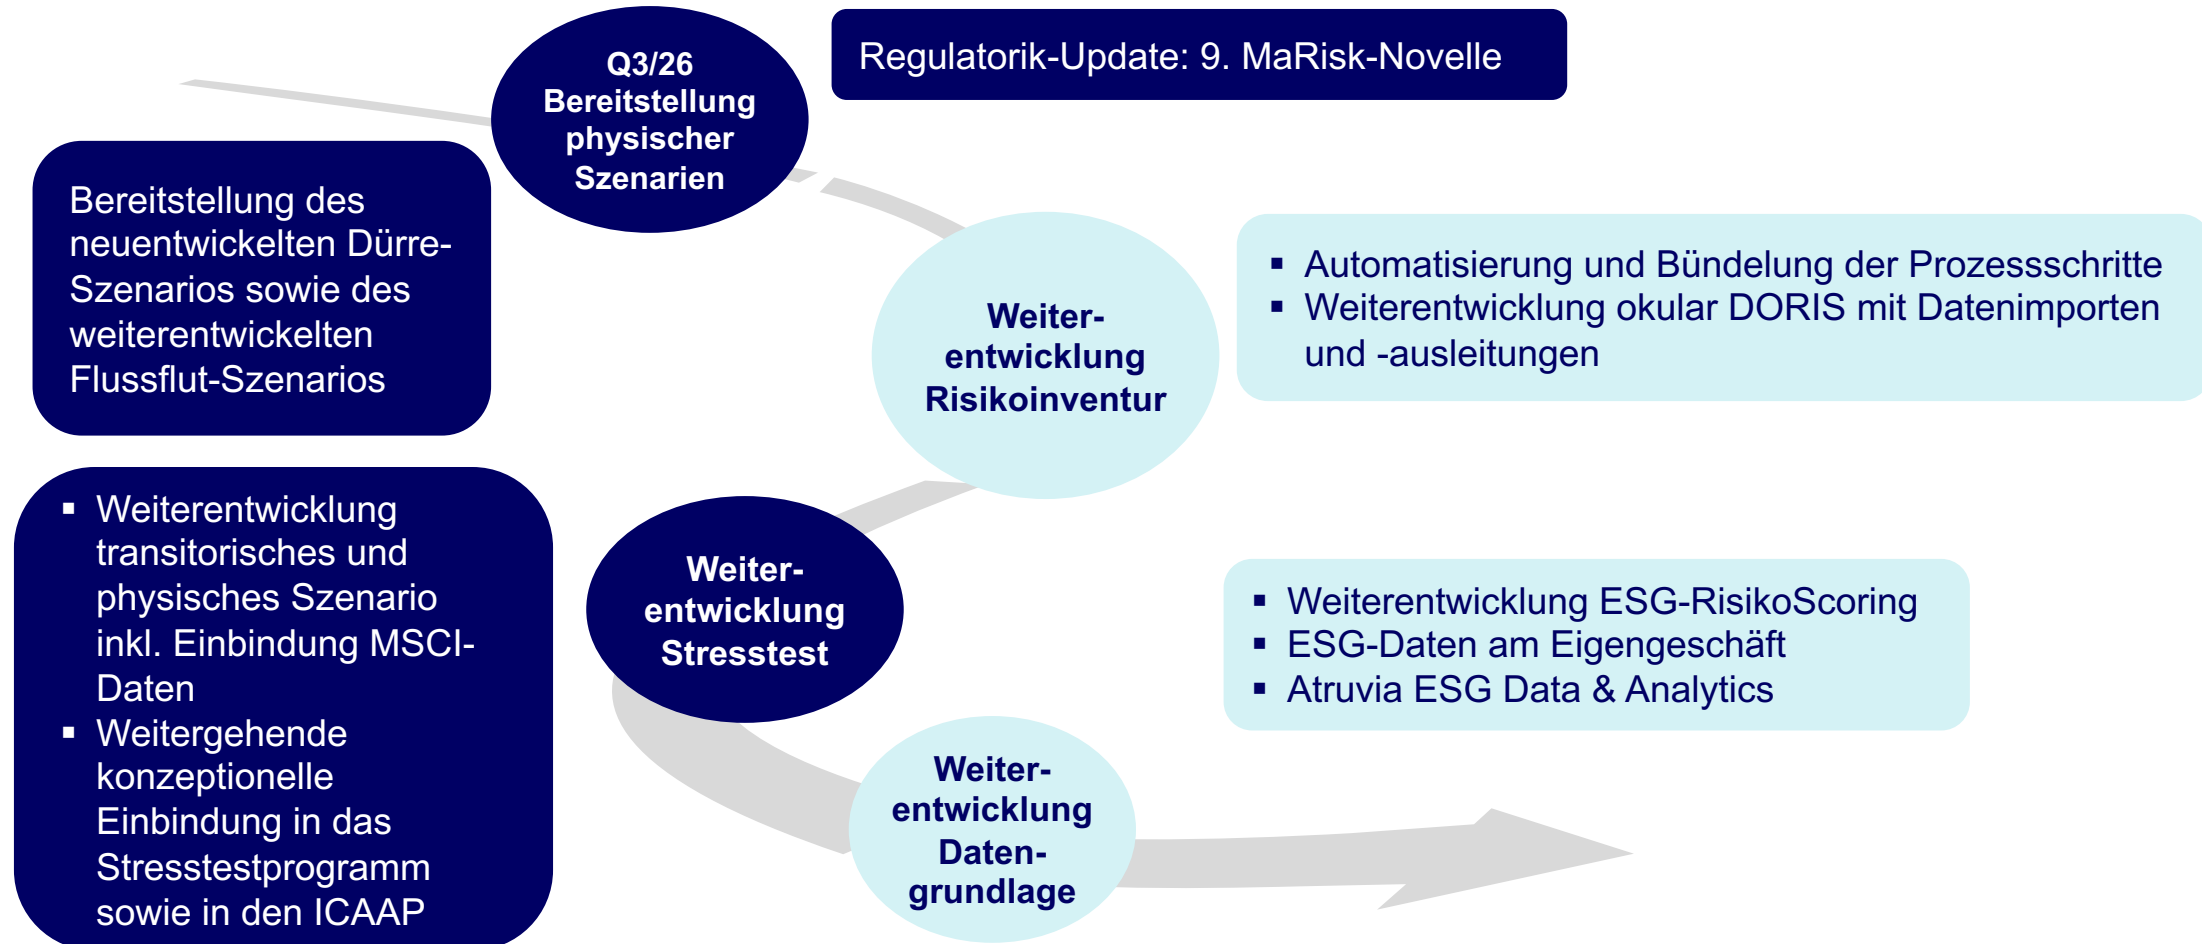 Q3/26
Bereitstellung
physischer
Szenarien
Regulatorik-Update: 9. MaRisk-Novelle
Bereitstellung des
neuentwickelten Dürre-
Szenarios sowie des
weiterentwickelten
Flussflut-Szenarios
Weiter-
entwicklung
Risikoinventur
▪ Automatisierung und Bündelung der Prozessschritte
▪ Weiterentwicklung okular DORIS mit Datenimporten
und -ausleitungen
▪ Weiterentwicklung
transitorisches und
physisches Szenario
inkl. Einbindung MSCI-
Daten
▪ Weitergehende
konzeptionelle
Einbindung in das
Stresstestprogramm
sowie in den ICAAP
Weiter-
entwicklung
Stresstest
▪ Weiterentwicklung ESG-RisikoScoring
▪ ESG-Daten am Eigengeschäft
▪ Atruvia ESG Data & Analytics
Weiter-
entwicklung
Daten-
grundlage